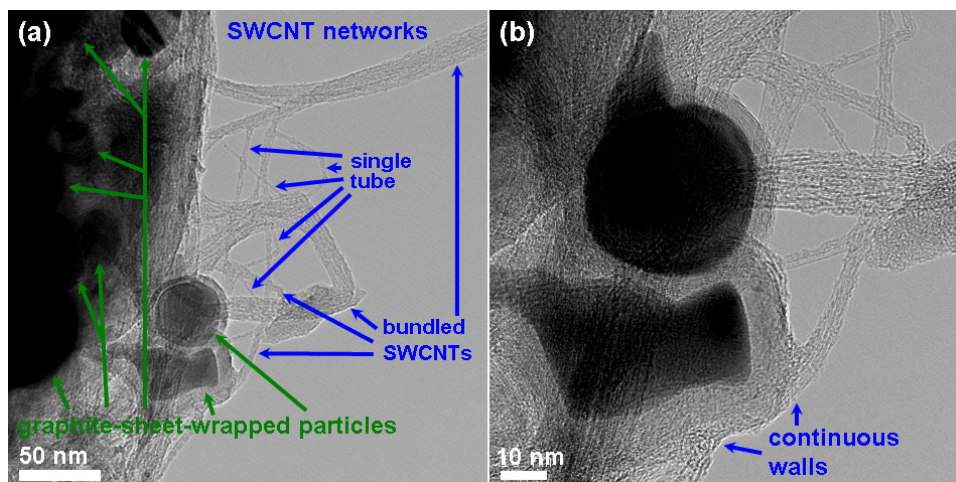 (a)
SWCNT networks
single
tube
bundled
SWCNTs
graphite-sheet-wrapped particles
50 nm
(b)
continuous
walls
10 nm